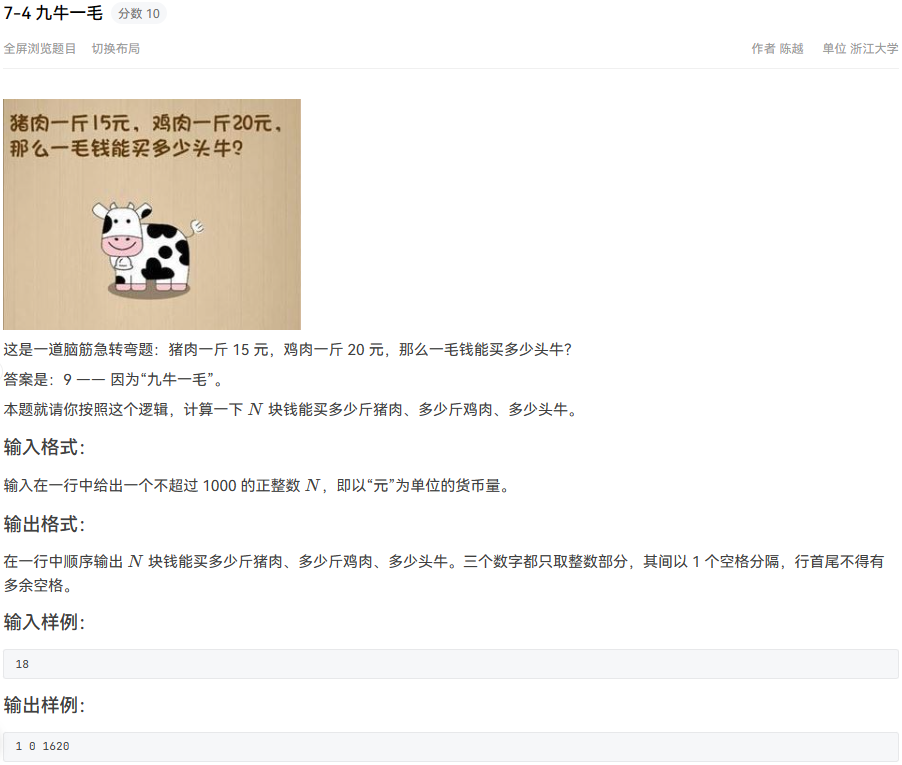 7-4 九牛一毛 分数 10
全屏浏览题目 切换布局 作者 陈越 单位 浙江大学
猪肉一斤15元，鸡肉一斤20元，
那么一毛钱能买多少头牛？
这是一道脑筋急转弯题：猪肉一斤 15 元，鸡肉一斤 20 元，那么一毛钱能买多少头牛？
答案是：9 —— 因为“九牛一毛”。
本题就请你按照这个逻辑，计算一下 N 块钱能买多少斤猪肉、多少斤鸡肉、多少头牛。
输入格式：
输入在一行中给出一个不超过 1000 的正整数 N，即以“元”为单位的货币量。
输出格式：
在一行中顺序输出 N 块钱能买多少斤猪肉、多少斤鸡肉、多少头牛。三个数字都只取整数部分，其间以 1 个空格分隔，行首尾不得有
多余空格。
输入样例：
18
输出样例：
1 0 1620